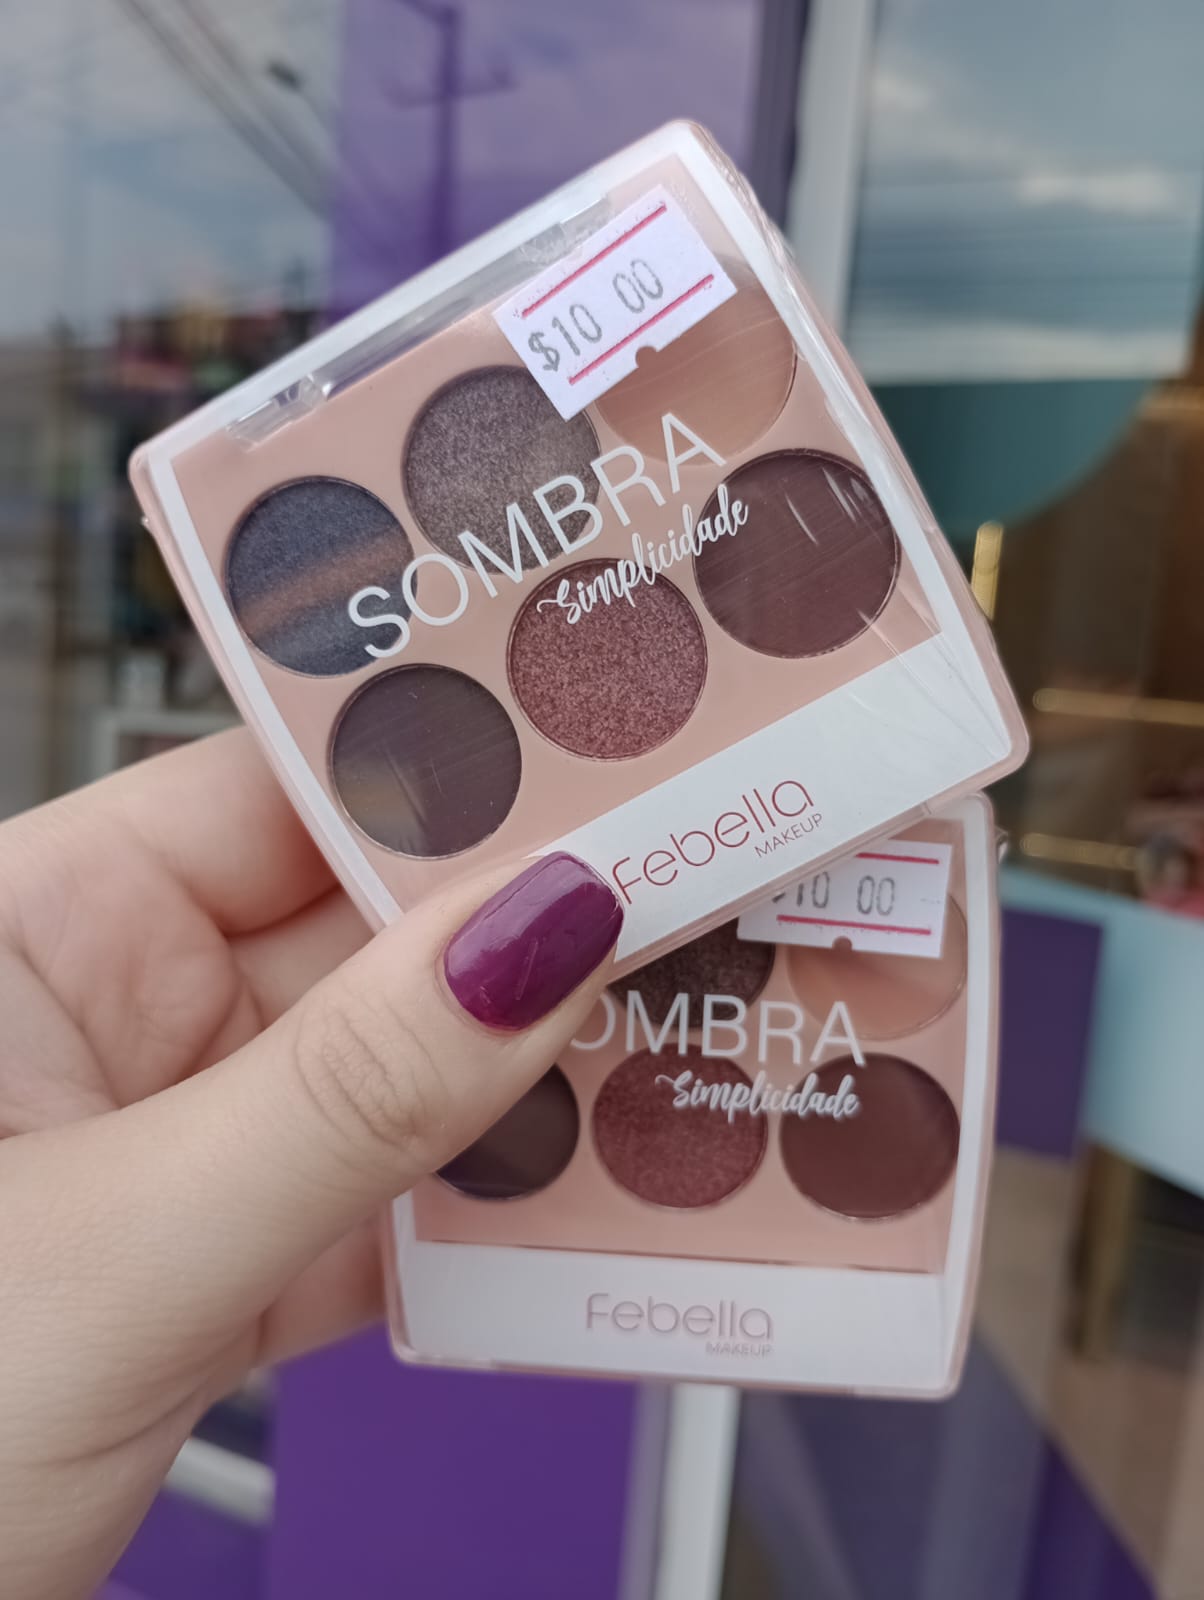 $10 00
SOMBRA
Simplicidade
Febella
MAKEUP
$10 00
OMBRA
Simplicidade
Febella
MAKEUP